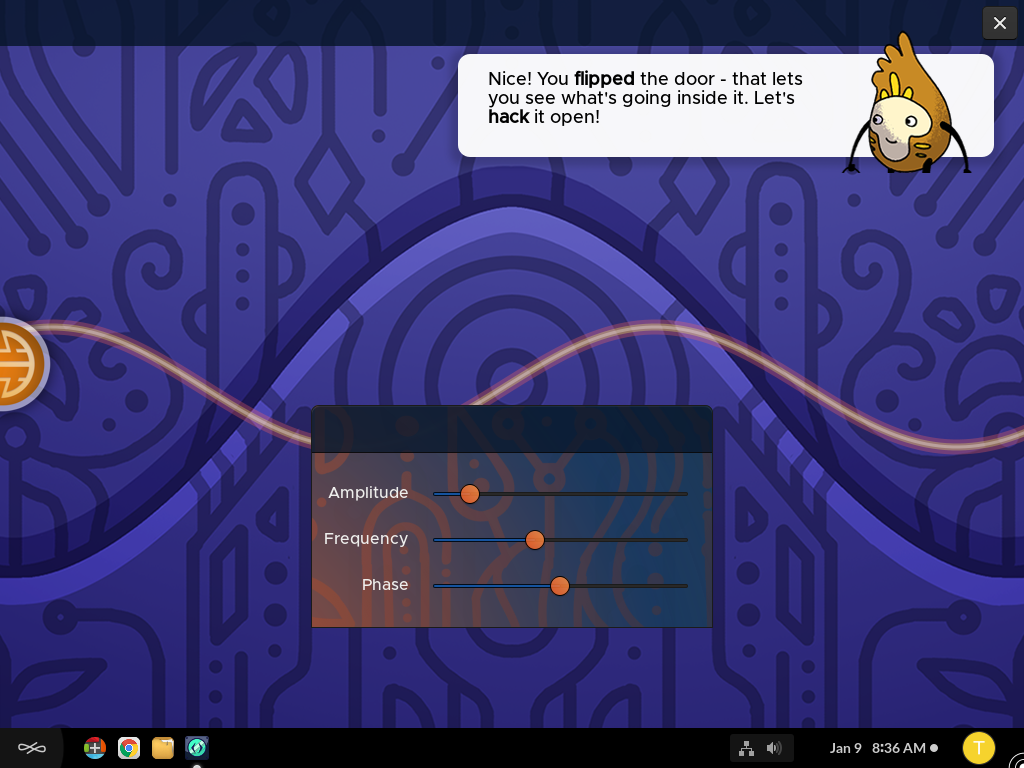 Nice! You flipped the door - that lets
you see what's going inside it. Let's
hack it open!
Amplitude
Frequency
Phase
Jan 9 8:36 AM
T